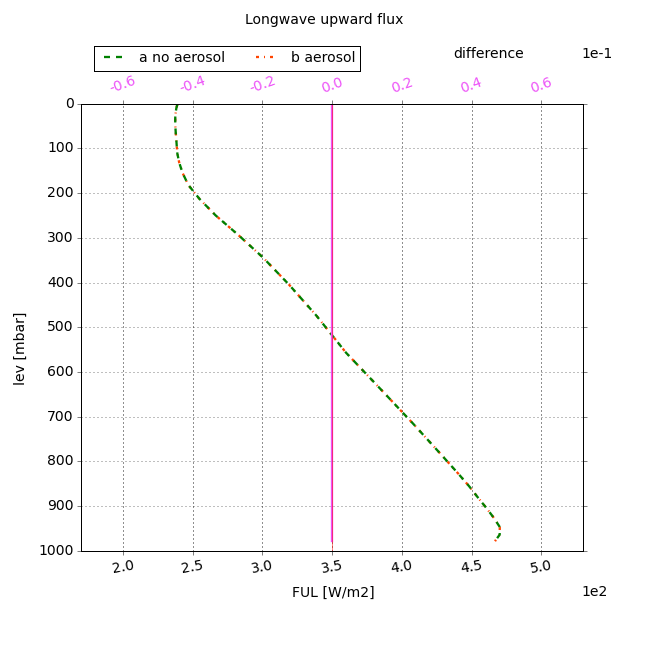 Longwave upward flux
a no aerosol b aerosol difference 1e-1
-0.6 -0.4 -0.2 0.0 0.2 0.4 0.6
0
100
200
300
400
500
600
700
800
900
1000
lev [mbar]
2.0 2.5 3.0 3.5 4.0 4.5 5.0
FUL [W/m2] 1e2